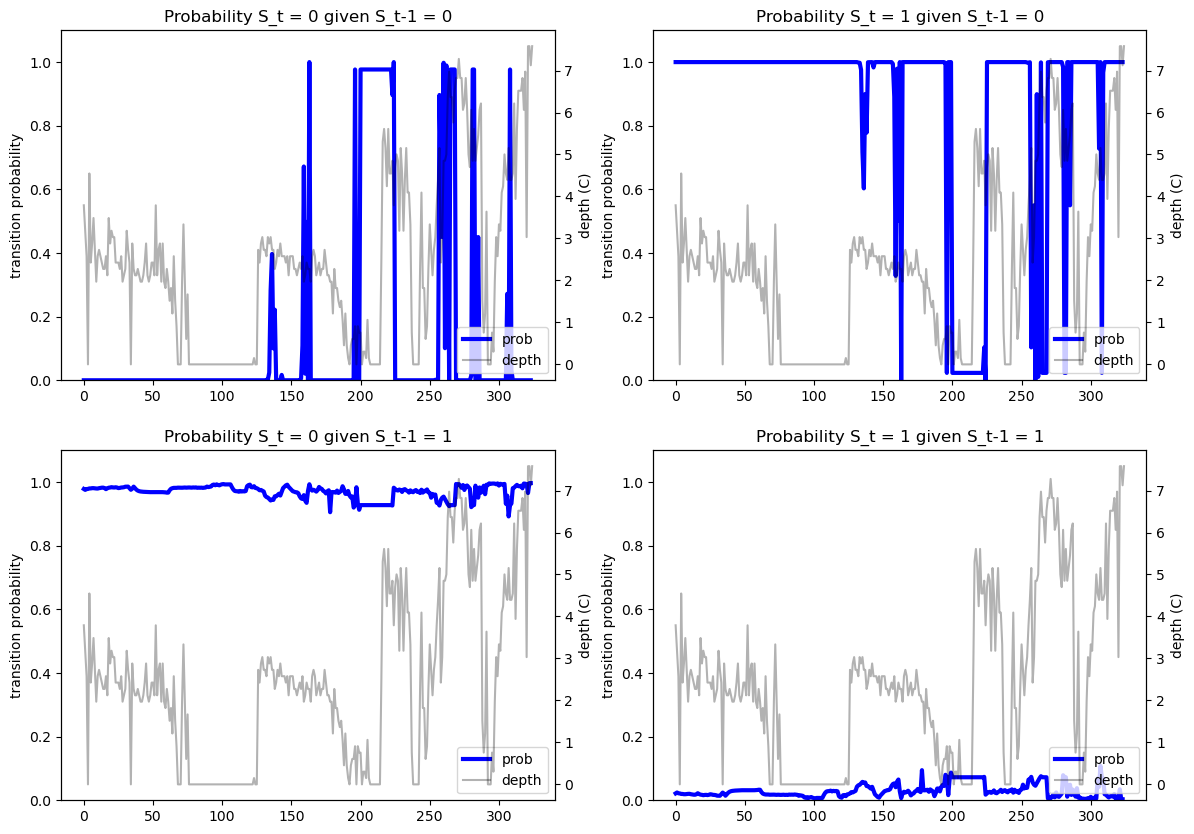 Probability S_t = 0 given S_t-1 = 0
1.0
0.8
0.6
0.4
0.2
0.0
transition probability
7
6
5
4
3
2
1
0
depth (C)
0 50 100 150 200 250 300
prob
depth
Probability S_t = 1 given S_t-1 = 0
1.0
0.8
0.6
0.4
0.2
0.0
transition probability
7
6
5
4
3
2
1
0
depth (C)
0 50 100 150 200 250 300
prob
depth
Probability S_t = 0 given S_t-1 = 1
1.0
0.8
0.6
0.4
0.2
0.0
transition probability
7
6
5
4
3
2
1
0
depth (C)
0 50 100 150 200 250 300
prob
depth
Probability S_t = 1 given S_t-1 = 1
1.0
0.8
0.6
0.4
0.2
0.0
transition probability
7
6
5
4
3
2
1
0
depth (C)
0 50 100 150 200 250 300
prob
depth